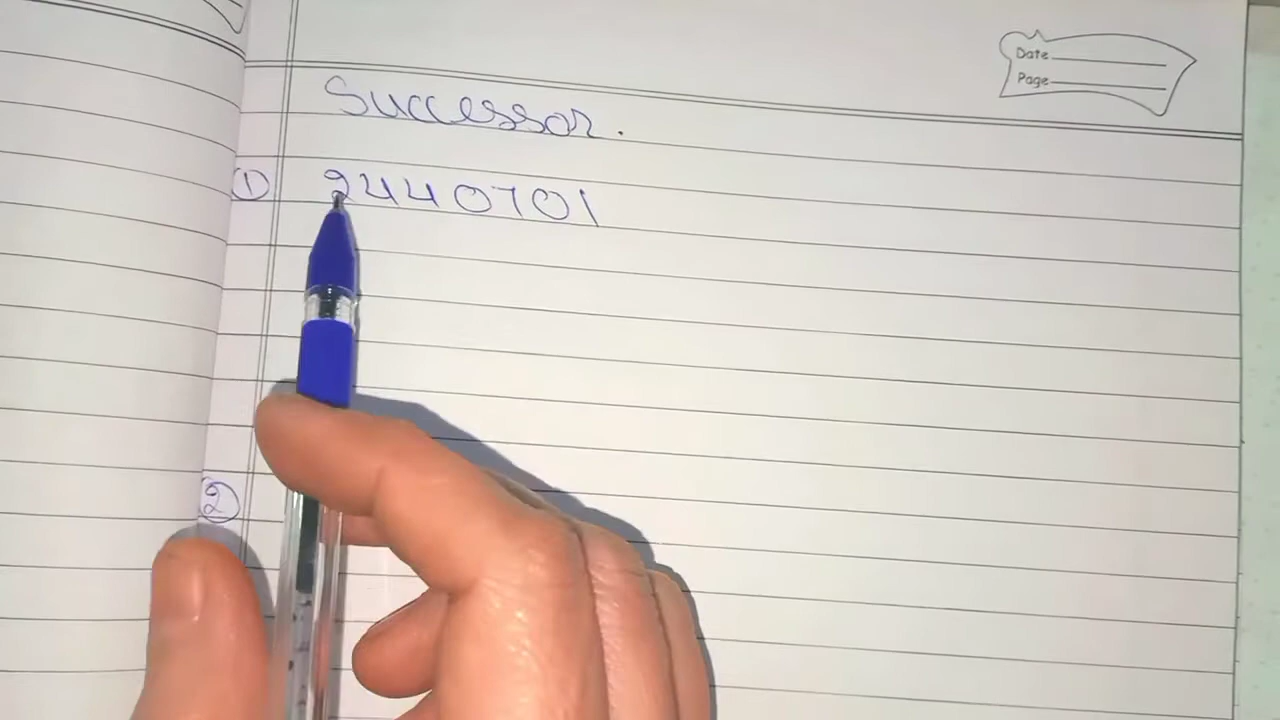 Date
Page
Successor.
① 2440701
②